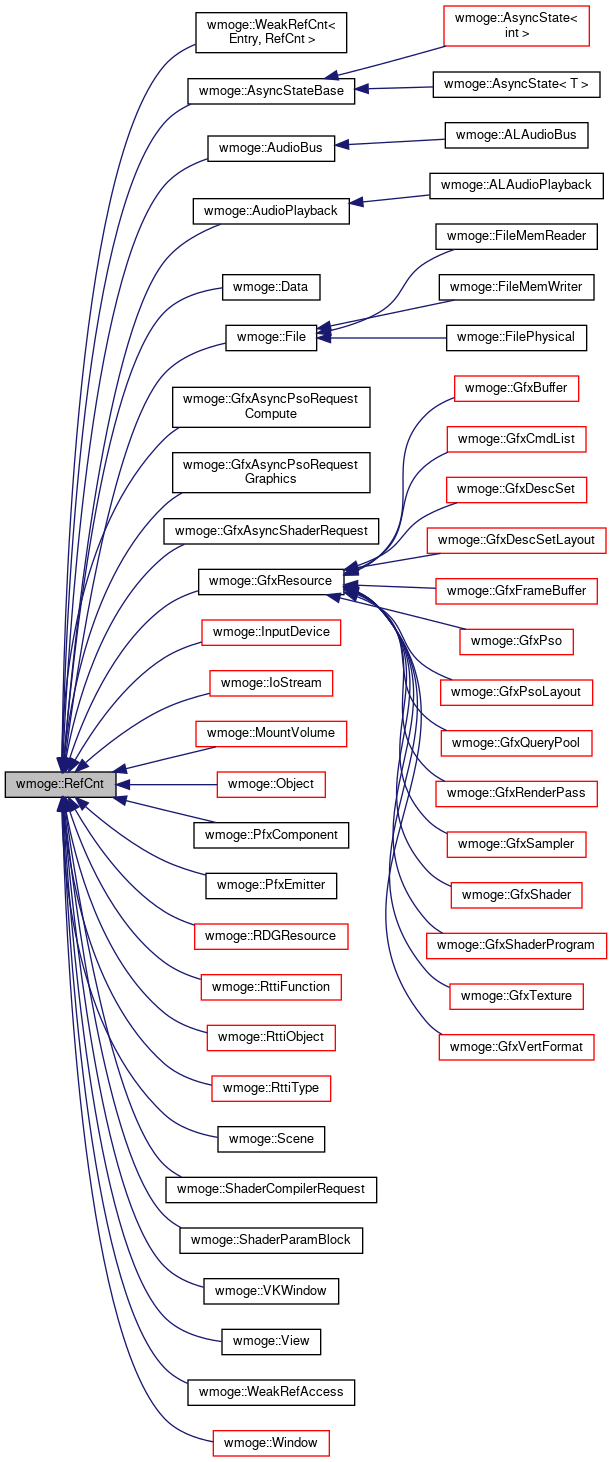 wmoge::WeakRefCnt<
Entry, RefCnt >
wmoge::AsyncState<
int >
wmoge::AsyncStateBase
wmoge::AsyncState< T >
wmoge::AudioBus
wmoge::ALAudioBus
wmoge::AudioPlayback
wmoge::ALAudioPlayback
wmoge::Data
wmoge::FileMemReader
wmoge::FileMemWriter
wmoge::File
wmoge::FilePhysical
wmoge::GfxAsyncPsoRequest
Compute
wmoge::GfxAsyncPsoRequest
Graphics
wmoge::GfxAsyncShaderRequest
wmoge::GfxResource
wmoge::GfxBuffer
wmoge::GfxCmdList
wmoge::GfxDescSet
wmoge::GfxDescSetLayout
wmoge::GfxFrameBuffer
wmoge::GfxPso
wmoge::GfxPsoLayout
wmoge::GfxQueryPool
wmoge::GfxRenderPass
wmoge::GfxSampler
wmoge::GfxShader
wmoge::GfxShaderProgram
wmoge::GfxTexture
wmoge::GfxVertFormat
wmoge::InputDevice
wmoge::IoStream
wmoge::MountVolume
wmoge::RefCnt
wmoge::Object
wmoge::PfxComponent
wmoge::PfxEmitter
wmoge::RDGResource
wmoge::RttiFunction
wmoge::RttiObject
wmoge::RttiType
wmoge::Scene
wmoge::ShaderCompilerRequest
wmoge::ShaderParamBlock
wmoge::VKWindow
wmoge::View
wmoge::WeakRefAccess
wmoge::Window